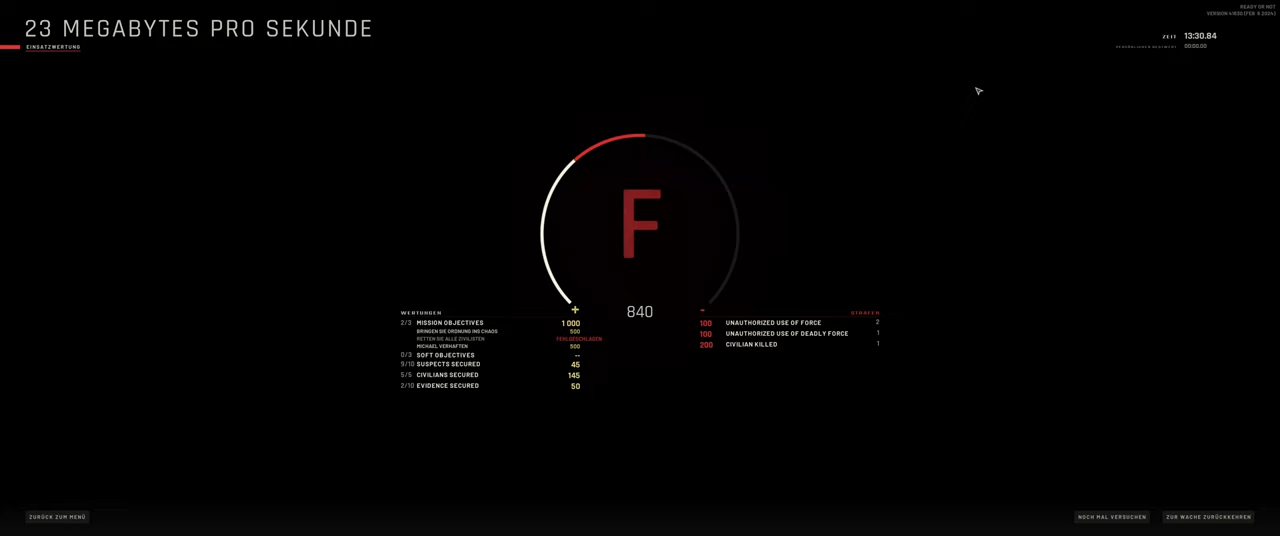 READY OR NOT
23 MEGABYTES PRO SEKUNDE
EINSATZWERTUNG
ZEIT 13:30.84
00:00.00
F
840
WERTUNGEN +
2/3 MISSION OBJECTIVES 1 000
BRINGEN SIE ORDNUNG INS CHAOS 500
RETTEN SIE ALLE ZIVILISTEN FEHLGESCHLAGEN
MICHAEL VERHAFTEN 500
0/3 SOFT OBJECTIVES --
9/10 SUSPECTS SECURED 45
5/5 CIVILIANS SECURED 145
2/10 EVIDENCE SECURED 50
- STRAFEN
100 UNAUTHORIZED USE OF FORCE 2
100 UNAUTHORIZED USE OF DEADLY FORCE 1
200 CIVILIAN KILLED 1
ZURÜCK ZUM MENÜ
NOCH MAL VERSUCHEN
ZUR WACHE ZURÜCKKEHREN